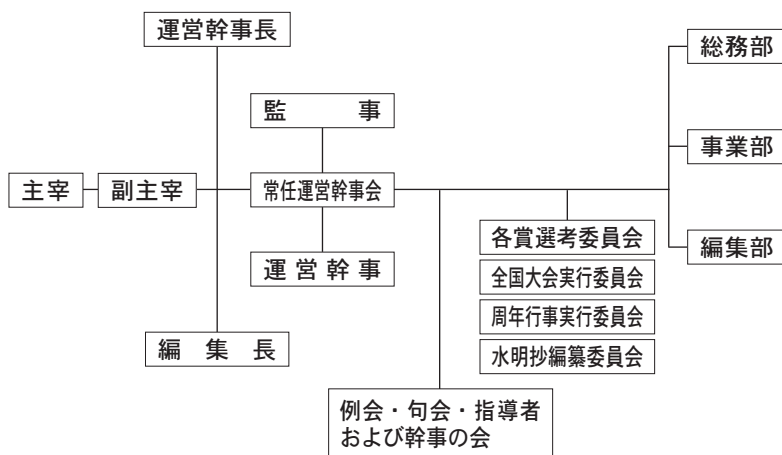 運営幹事長
総務部
監事
事業部
主宰
副主宰
常任運営幹事会
各賞選考委員会
編集部
運営幹事
全国大会実行委員会
周年行事実行委員会
編集長
水明抄編纂委員会
例会・句会・指導者
および幹事の会